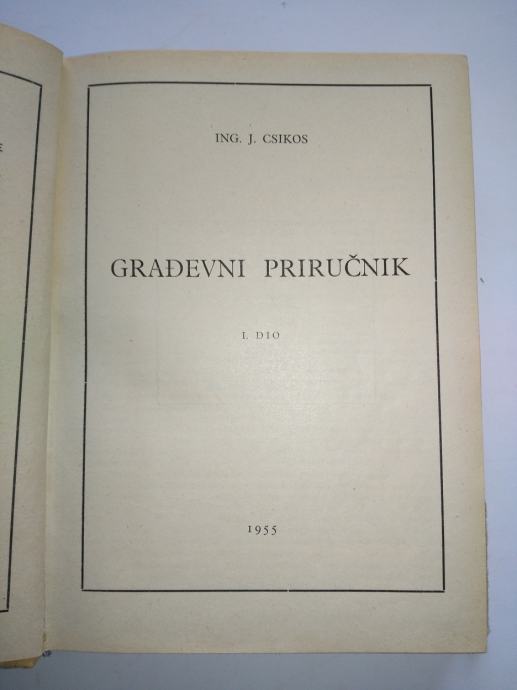 ING. J. CSIKOS
GRAĐEVNI PRIRUČNIK
I. DIO
1955